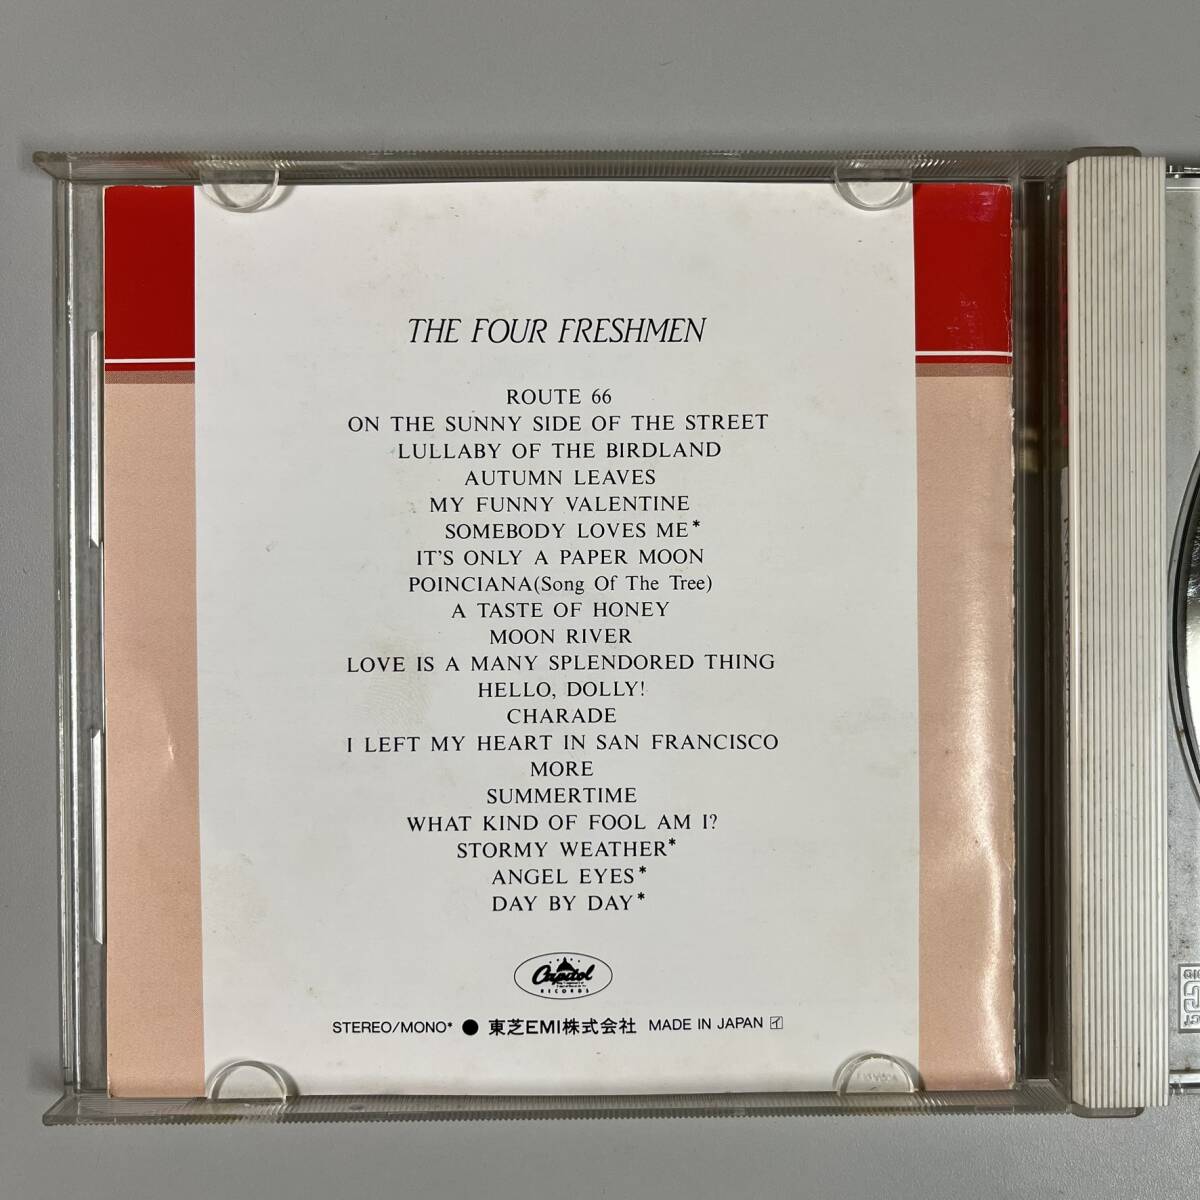 THE FOUR FRESHMEN
ROUTE 66
ON THE SUNNY SIDE OF THE STREET
LULLABY OF THE BIRDLAND
AUTUMN LEAVES
MY FUNNY VALENTINE
SOMEBODY LOVES ME*
IT'S ONLY A PAPER MOON
POINCIANA(Song Of The Tree)
A TASTE OF HONEY
MOON RIVER
LOVE IS A MANY SPLENDORED THING
HELLO, DOLLY!
CHARADE
I LEFT MY HEART IN SAN FRANCISCO
MORE
SUMMERTIME
WHAT KIND OF FOOL AM I?
STORMY WEATHER*
ANGEL EYES*
DAY BY DAY*
Capitol
RECORDS
STEREO/MONO* ● 東芝EMI株式会社 MADE IN JAPAN イ